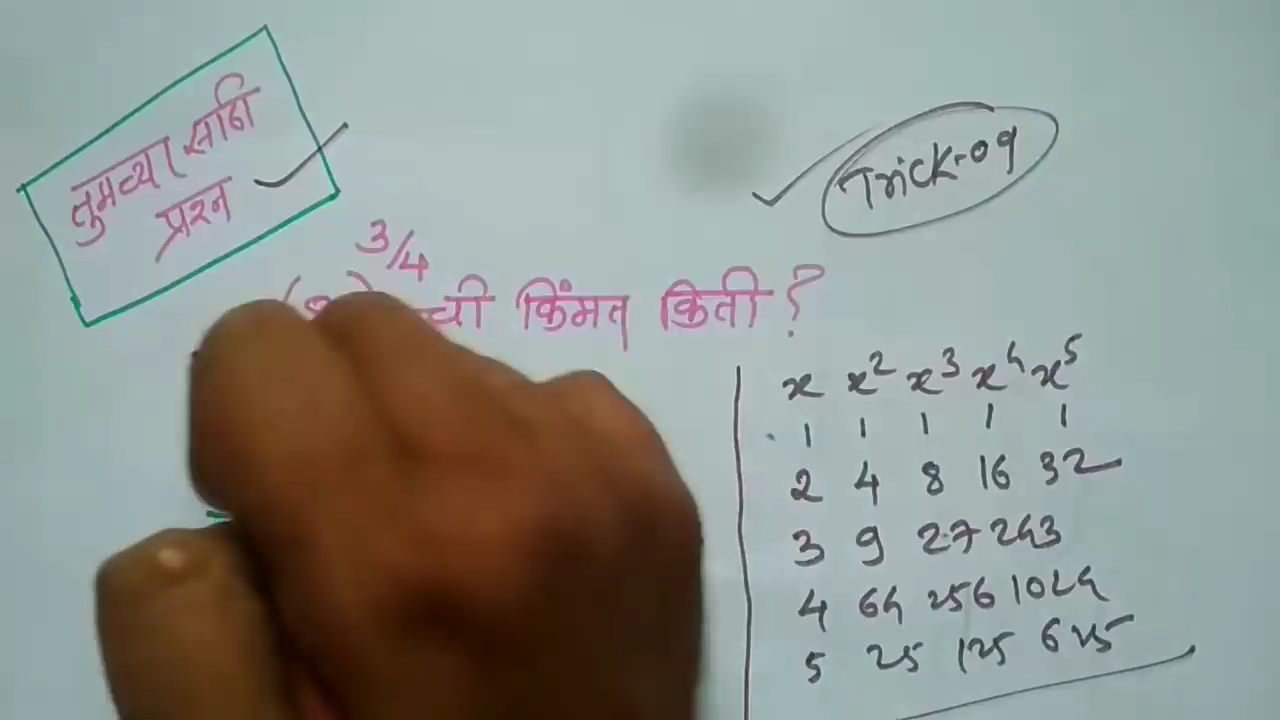 तुमच्या साठी
प्रश्न
Trick-09
3/4
ची किंमत किती ?
x x2 x3 x4 x5
1 1 1 1 1
2 4 8 16 32
3 9 27 243
4 64 256 1024
5 25 125 625